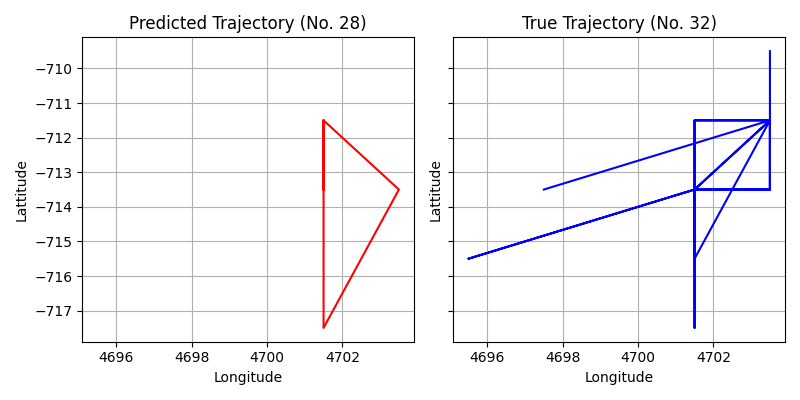 Predicted Trajectory (No. 28)
True Trajectory (No. 32)
Lattitude
−710
−711
−712
−713
−714
−715
−716
−717
4696
4698
4700
4702
Longitude
Lattitude
4696
4698
4700
4702
Longitude